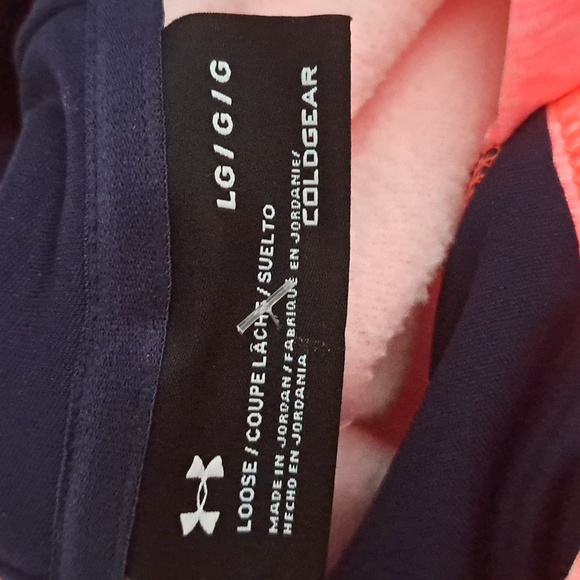 LG / G / G
LOOSE / COUPE LÂCHE / SUELTO
MADE IN JORDAN / FABRIQUÉ EN JORDANIE/
HECHO EN JORDANIA
COLDGEAR